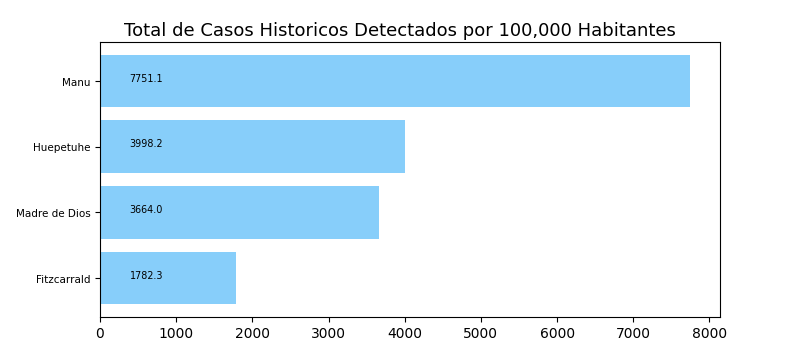 Total de Casos Historicos Detectados por 100,000 Habitantes
Manu
7751.1
Huepetuhe
3998.2
Madre de Dios
3664.0
Fitzcarrald
1782.3
0 1000 2000 3000 4000 5000 6000 7000 8000